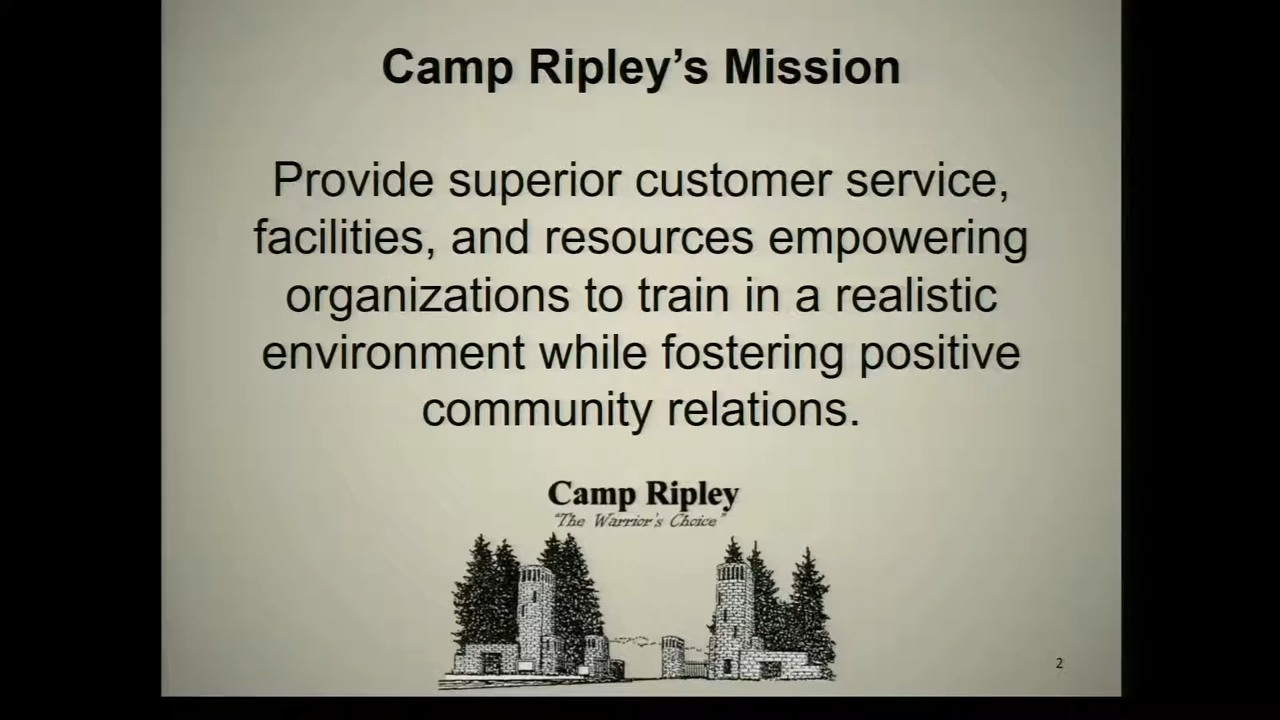 Camp Ripley’s Mission
Provide superior customer service,
facilities, and resources empowering
organizations to train in a realistic
environment while fostering positive
community relations.
Camp Ripley
"The Warrior's Choice"
2